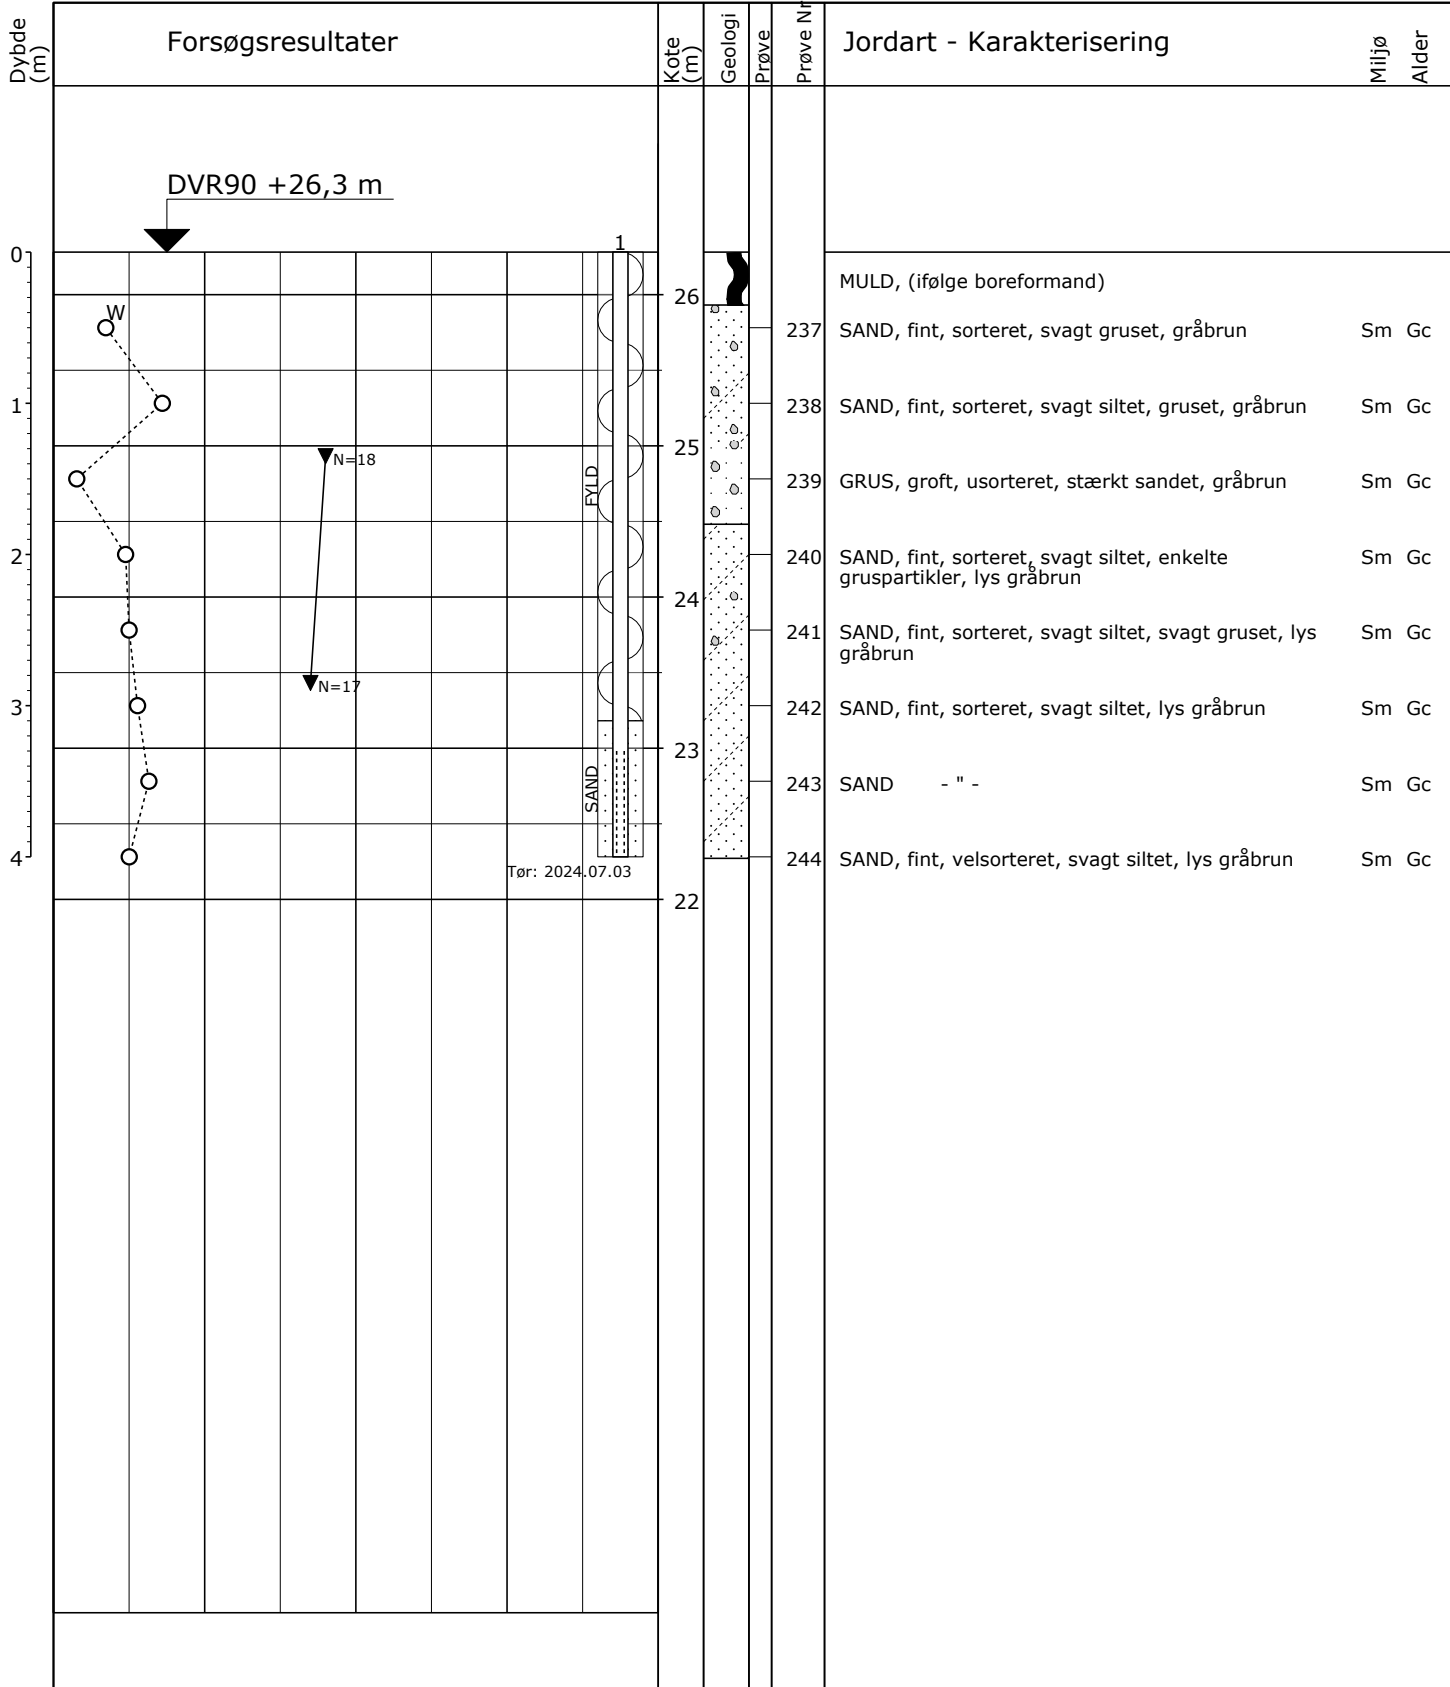 Dybde
(m)
Forsøgsresultater
Kote
(m)
Geologi
Prøve
Prøve Nr
Jordart - Karakterisering
Miljø
Alder
DVR90 +26,3 m
0
1
MULD, (ifølge boreformand)
26
W
237 SAND, fint, sorteret, svagt gruset, gråbrun Sm Gc
1
238 SAND, fint, sorteret, svagt siltet, gruset, gråbrun Sm Gc
25
N=18
FYLD
239 GRUS, groft, usorteret, stærkt sandet, gråbrun Sm Gc
2
240 SAND, fint, sorteret, svagt siltet, enkelte Sm Gc
gruspartikler, lys gråbrun
24
241 SAND, fint, sorteret, svagt siltet, svagt gruset, lys Sm Gc
gråbrun
N=17
3
242 SAND, fint, sorteret, svagt siltet, lys gråbrun Sm Gc
23
SAND
243 SAND - " - Sm Gc
4
244 SAND, fint, velsorteret, svagt siltet, lys gråbrun Sm Gc
Tør: 2024.07.03
22